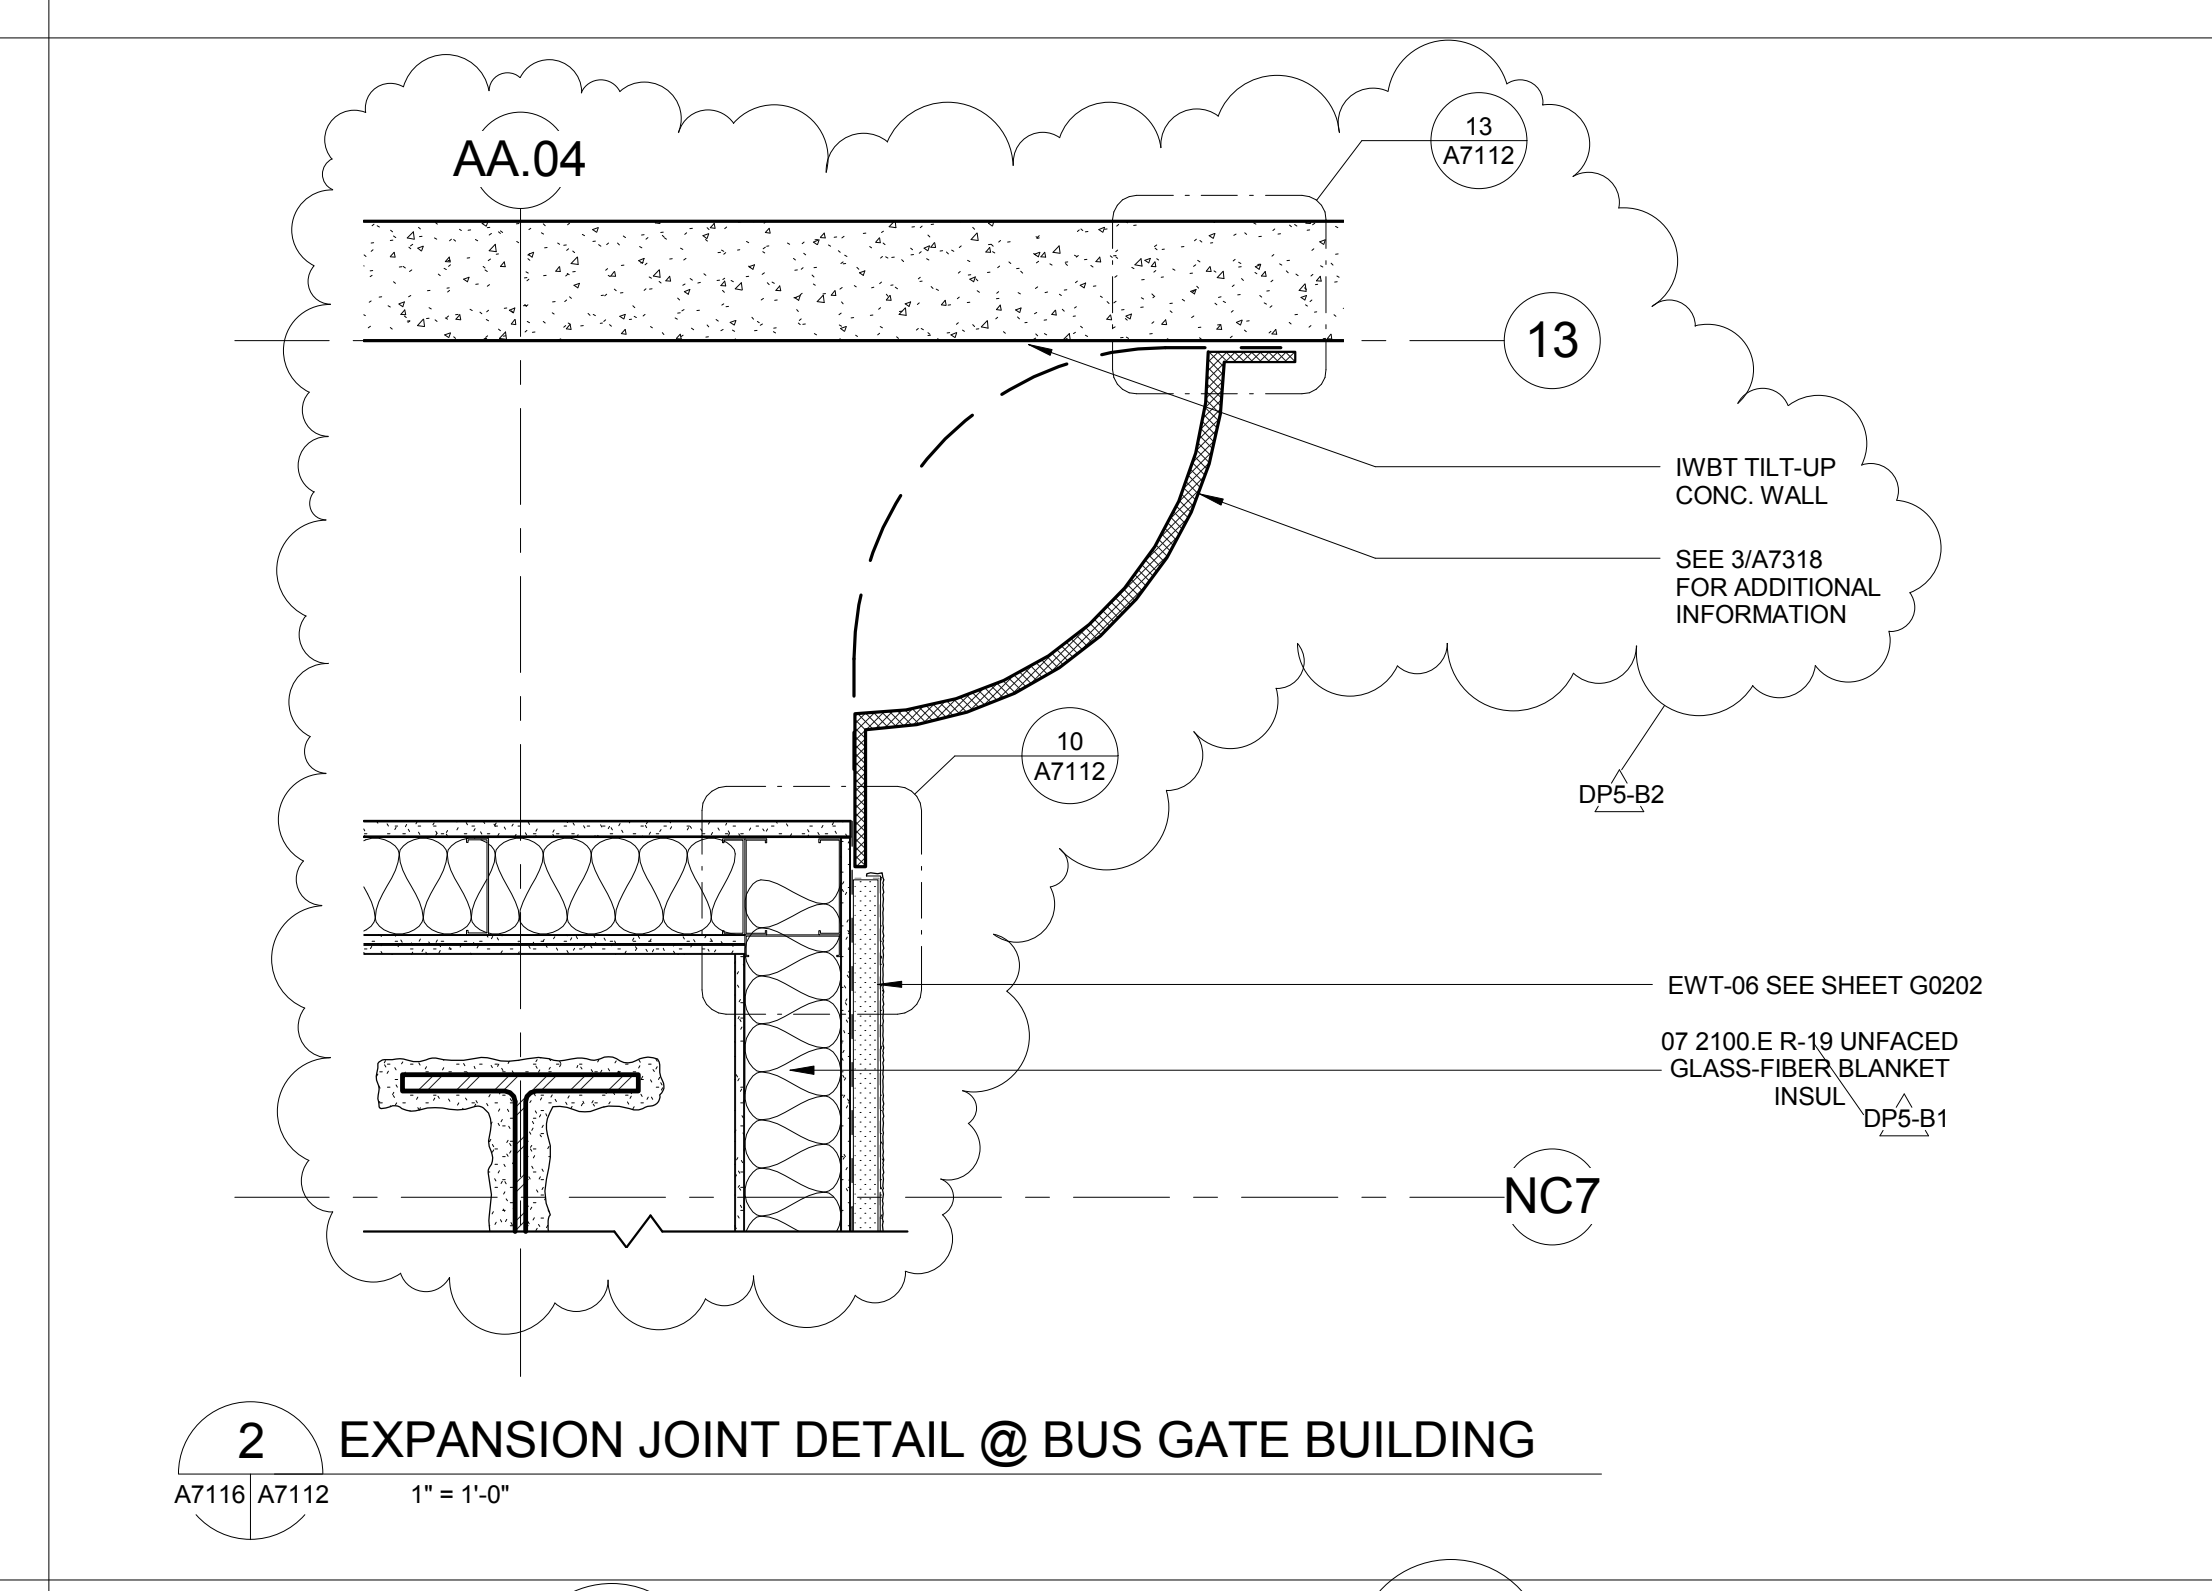 AA.04
13
A7112
13
IWBT TILT-UP
CONC. WALL
SEE 3/A7318
FOR ADDITIONAL
INFORMATION
10
A7112
DP5-B2
EWT-06 SEE SHEET G0202
07 2100.E R-19 UNFACED
GLASS-FIBER BLANKET
INSUL
DP5-B1
NC7
2
EXPANSION JOINT DETAIL @ BUS GATE BUILDING
A7116 A7112
1" = 1'-0"